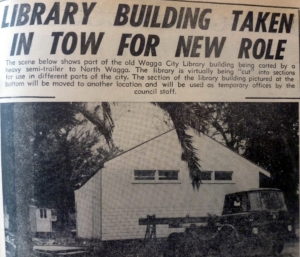 LIBRARY BUILDING TAKEN
IN TOW FOR NEW ROLE
The scene below shows part of the old Wagga City Library building being carted by a
heavy semi-trailer to North Wagga. The library is virtually being "cut" into sections
for use in different parts of the city. The section of the library building pictured at the
bottom will be moved to another location and will be used as temporary offices by the
council staff.